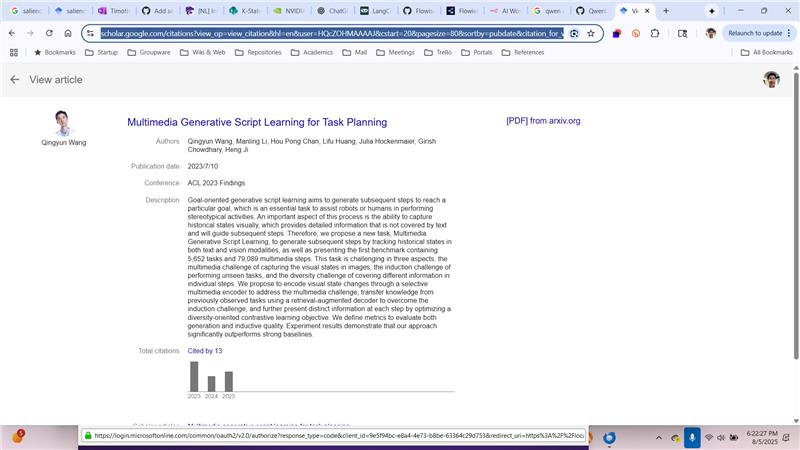 salienc
salienc
Timoth
Add se
[NL] In
K-State
NVIDIA
ChatG
LangC
Flowis
Flowis
AI Wor
qwen
Qwen
Vi
scholar.google.com/citations?view_op=view_citation&hl=en&user=HQcZOHMAAAAJ&cstart=20&pagesize=80&sortby=pubdate&citation_for_v
Relaunch to update
Bookmarks
Startup
Groupware
Wiki & Web
Repositories
Academics
Mail
Meetings
Trello
Portals
References
All Bookmarks
View article
Qingyun Wang
Multimedia Generative Script Learning for Task Planning
[PDF] from arxiv.org
Authors
Qingyun Wang, Manling Li, Hou Pong Chan, Lifu Huang, Julia Hockenmaier, Girish
Chowdhary, Heng Ji
Publication date
2023/7/10
Conference
ACL 2023 Findings
Description
Goal-oriented generative script learning aims to generate subsequent steps to reach a
particular goal, which is an essential task to assist robots or humans in performing
stereotypical activities. An important aspect of this process is the ability to capture
historical states visually, which provides detailed information that is not covered by text
and will guide subsequent steps. Therefore, we propose a new task, Multimedia
Generative Script Learning, to generate subsequent steps by tracking historical states in
both text and vision modalities, as well as presenting the first benchmark containing
5,652 tasks and 79,089 multimedia steps. This task is challenging in three aspects: the
multimedia challenge of capturing the visual states in images, the induction challenge of
performing unseen tasks, and the diversity challenge of covering different information in
individual steps. We propose to encode visual state changes through a selective
multimedia encoder to address the multimedia challenge, transfer knowledge from
previously observed tasks using a retrieval-augmented decoder to overcome the
induction challenge, and further present distinct information at each step by optimizing a
diversity-oriented contrastive learning objective. We define metrics to evaluate both
generation and inductive quality. Experiment results demonstrate that our approach
significantly outperforms strong baselines.
Total citations
Cited by 13
2023 2024 2025
https://login.microsoftonline.com/common/oauth2/v2.0/authorize?response_type=code&client_id=9e5f94bc-e8a4-4e73-b8be-63364c29d753&redirect_uri=https%3A%2F%2Floc
6:22:27 PM
8/5/2025